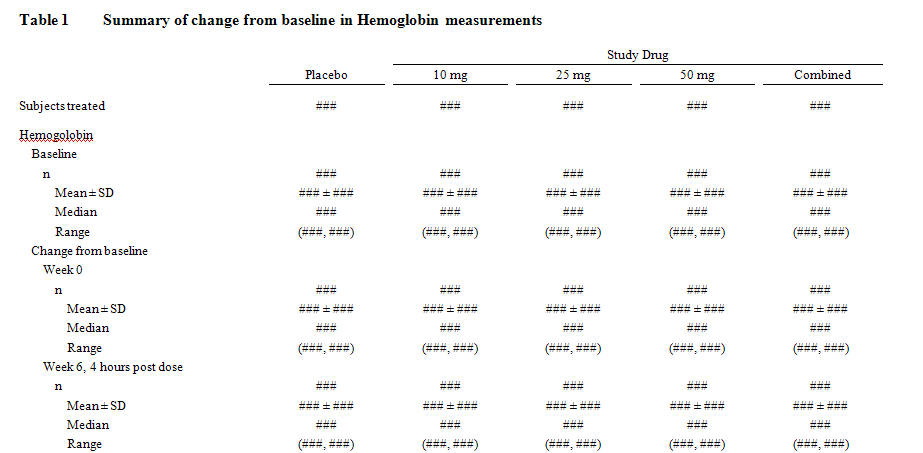 Table 1 Summary of change from baseline in Hemoglobin measurements
Study Drug
Placebo 10 mg 25 mg 50 mg Combined
Subjects treated ### ### ### ### ###
Hemogolobin
Baseline
n ### ### ### ### ###
Mean ± SD ### ± ### ### ± ### ### ± ### ### ± ### ### ± ###
Median ### ### ### ### ###
Range (###, ###) (###, ###) (###, ###) (###, ###) (###, ###)
Change from baseline
Week 0
n ### ### ### ### ###
Mean ± SD ### ± ### ### ± ### ### ± ### ### ± ### ### ± ###
Median ### ### ### ### ###
Range (###, ###) (###, ###) (###, ###) (###, ###) (###, ###)
Week 6, 4 hours post dose
n ### ### ### ### ###
Mean ± SD ### ± ### ### ± ### ### ± ### ### ± ### ### ± ###
Median ### ### ### ### ###
Range (###, ###) (###, ###) (###, ###) (###, ###) (###, ###)